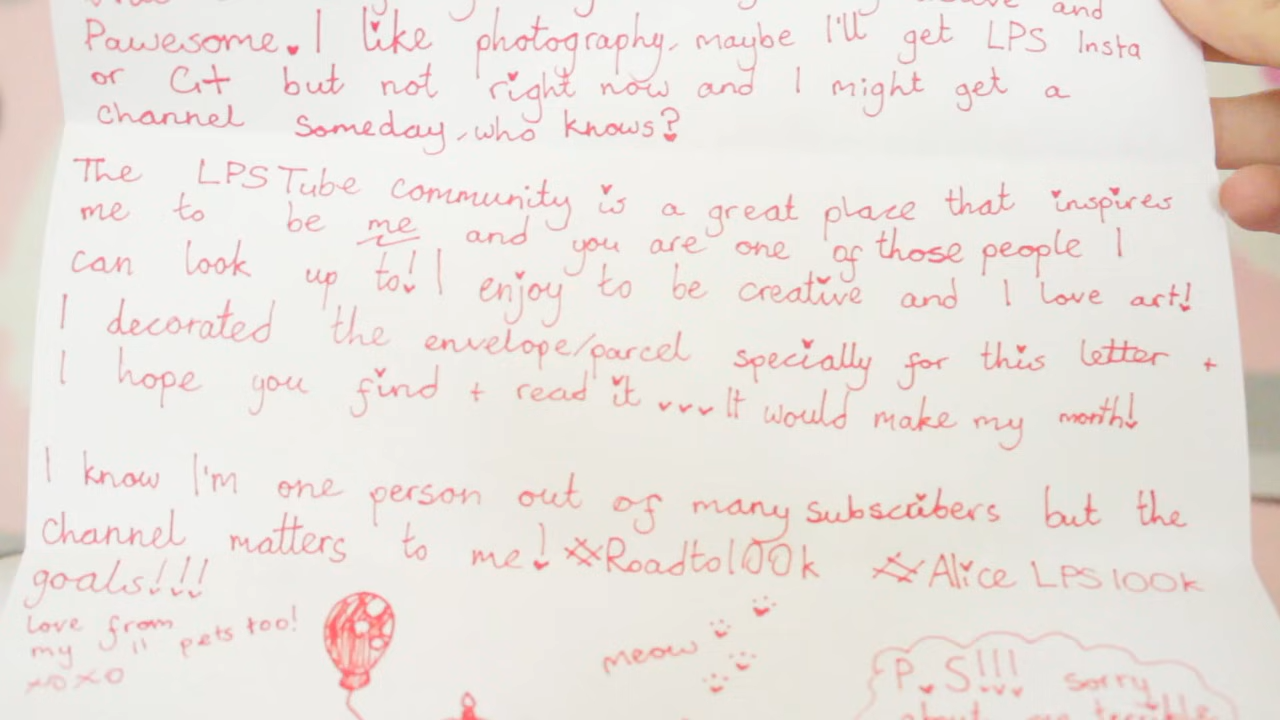 and
Pawesome. I like photography, maybe I'll get LPS Insta
or G+ but not right now and I might get a
channel someday, who knows?
The LPSTube community is a great place that inspires
me to be me and you are one of those people I
can look up to! I enjoy to be creative and I love art!
I decorated the envelope/parcel specially for this letter +
I hope you find + read it ... It would make my month!
I know I'm one person out of many subscribers but the
channel matters to me! #Roadto100k #AliceLPS100k
goals!!!
love from
my 11 pets too!
xoxo
meow
P.S!!! sorry
about